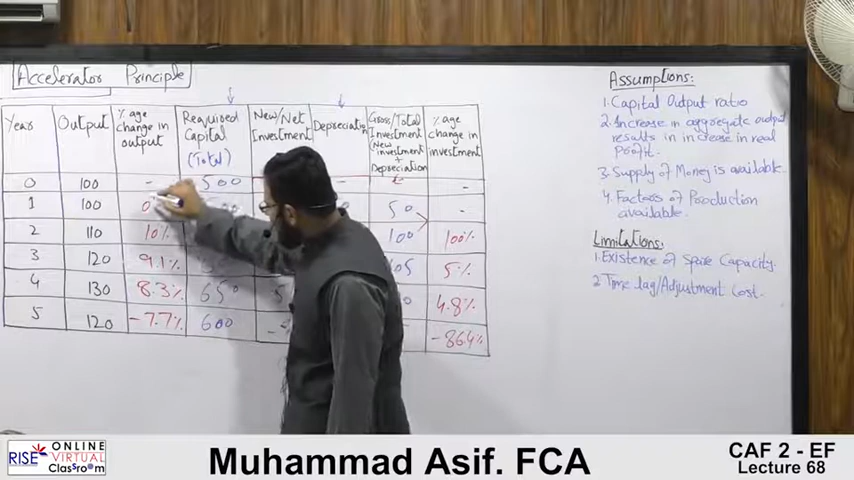 Accelerator Principle
Year Output %age change in output Required Capital (Total) New/Net Investment Depreciation Gross/Total Investment (New investment + Depreciation %age change in investment
0 100 - 500 - -
1 100 0% 50 -
2 110 10% 100 100%
3 120 9.1% 105 5%
4 130 8.3% 650 4.8%
5 120 -7.7% 600 -86.4%
Assumptions:
1. Capital Output ratio
2. Increase in aggregate output
results in increase in real
Profit.
3. Supply of Money is available.
4. Factors of Production
available.
Limitations:
1. Existence of Spare Capacity.
2. Time lag/Adjustment Cost.
RISE ONLINE VIRTUAL Classroom
Muhammad Asif. FCA
CAF 2 - EF
Lecture 68